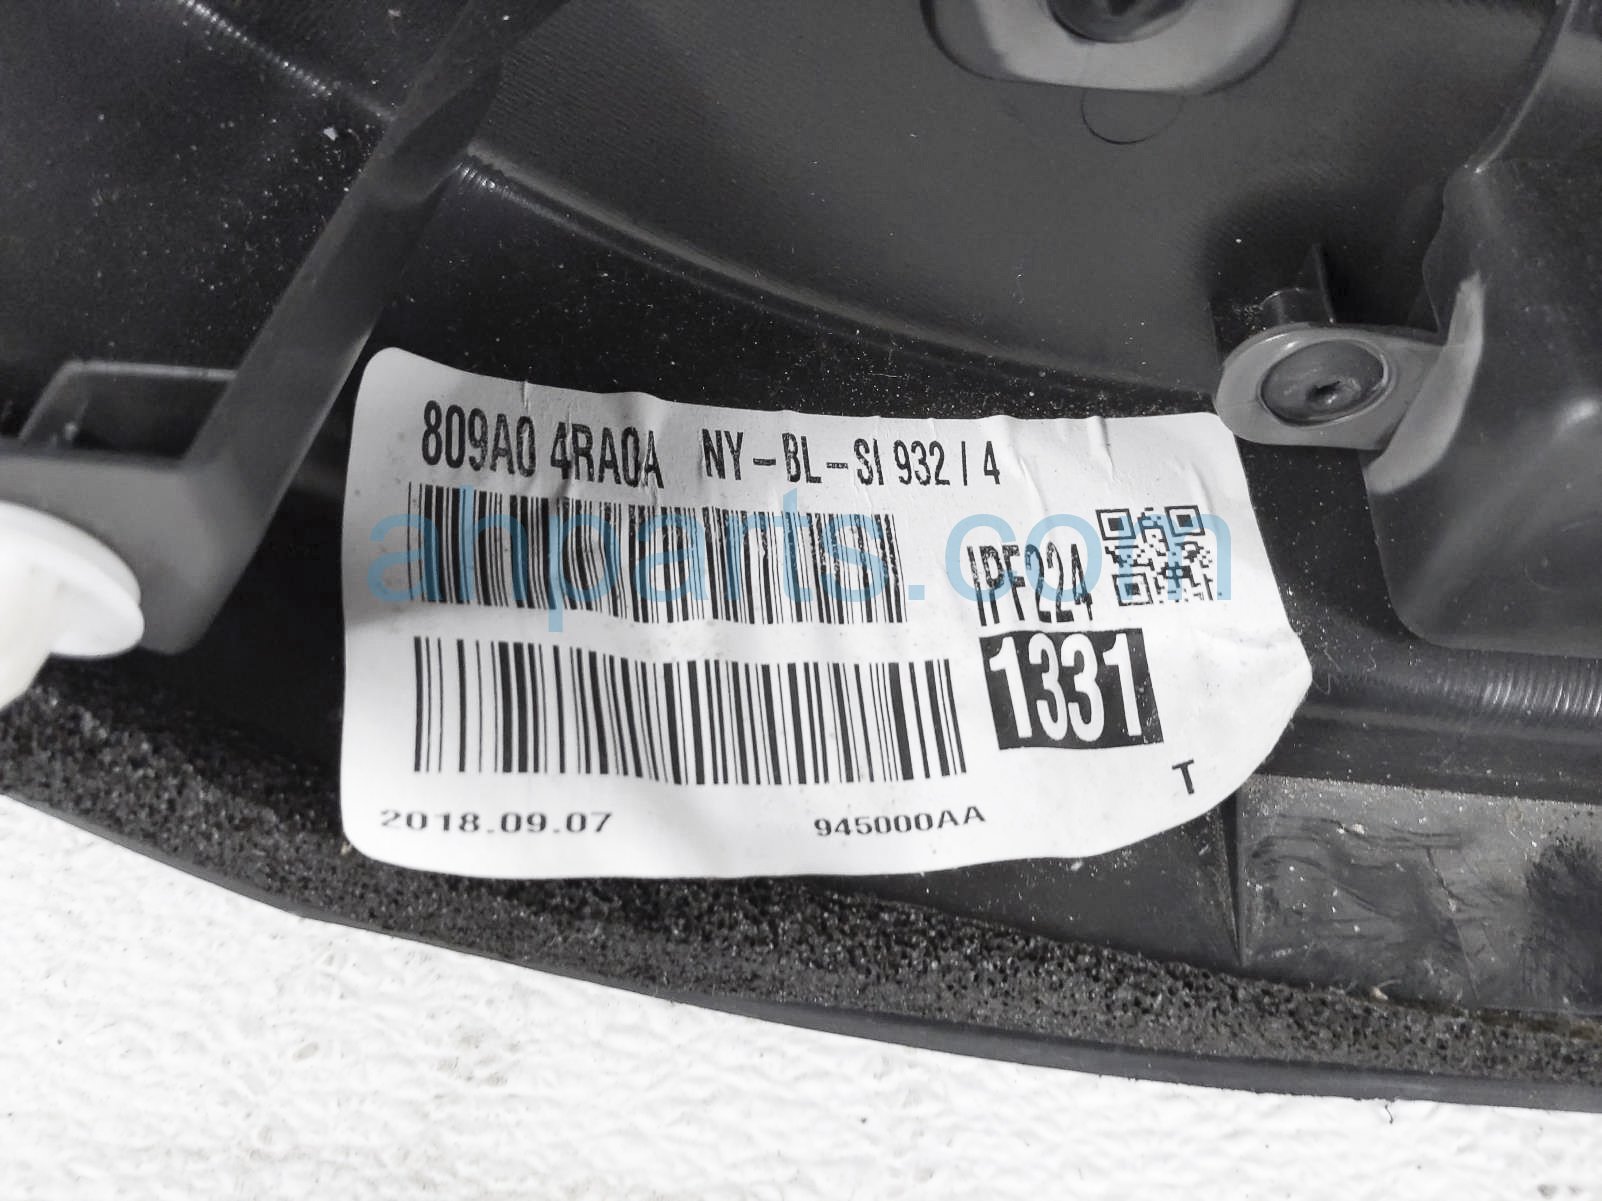 809A0 4RA0A NY-BL-SI 932 / 4
IPF224
1331
T
2018.09.07 945000AA
ahparts.com